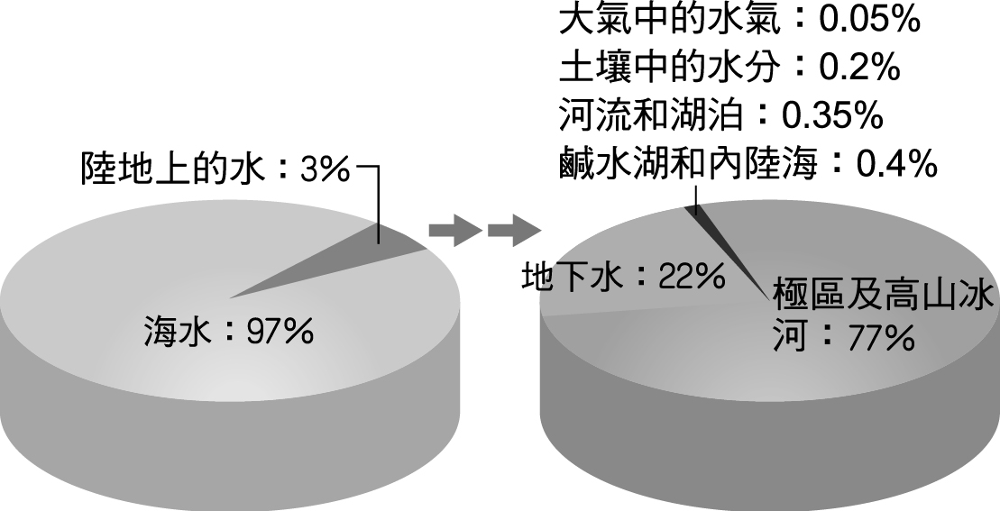 大氣中的水氣：0.05%
土壤中的水分：0.2%
河流和湖泊：0.35%
鹹水湖和內陸海：0.4%
陸地上的水：3%
地下水：22%
極區及高山冰
河：77%
海水：97%